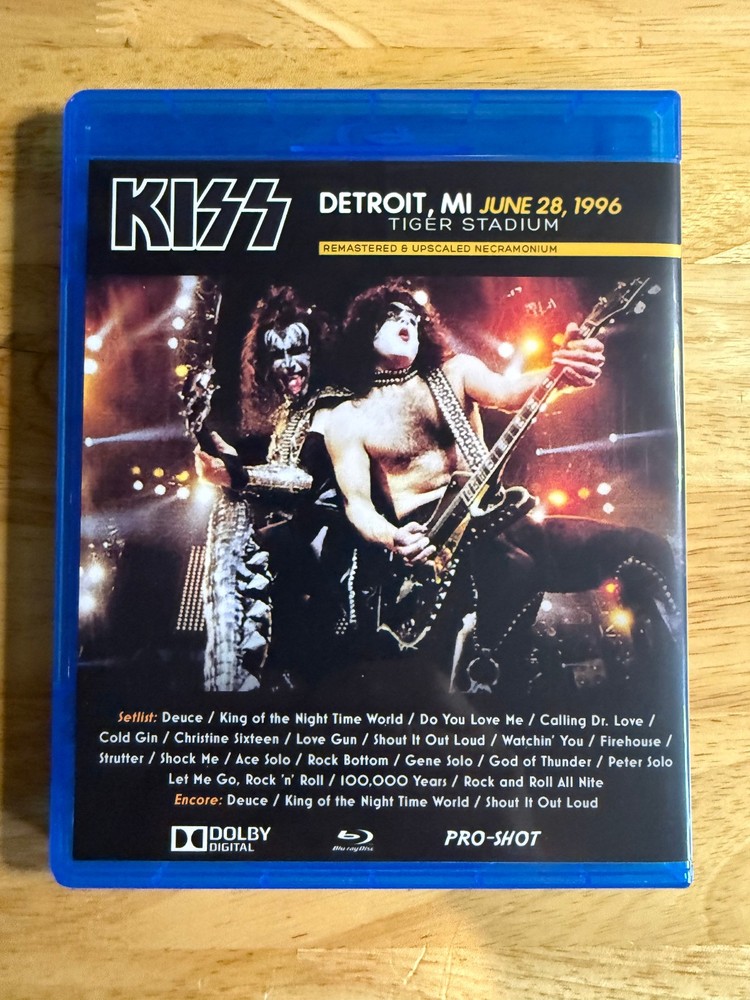 KISS
DETROIT, MI JUNE 28, 1996
TIGER STADIUM
REMASTERED & UPSCALED NECRAMONIUM
Setlist: Deuce / King of the Night Time World / Do You Love Me / Calling Dr. Love /
Cold Gin / Christine Sixteen / Love Gun / Shout It Out Loud / Watchin' You / Firehouse /
Strutter / Shock Me / Ace Solo / Rock Bottom / Gene Solo / God of Thunder / Peter Solo
Let Me Go, Rock 'n' Roll / 100,000 Years / Rock and Roll All Nite
Encore: Deuce / King of the Night Time World / Shout It Out Loud
DOLBY
DIGITAL
Blu-ray Disc
PRO-SHOT